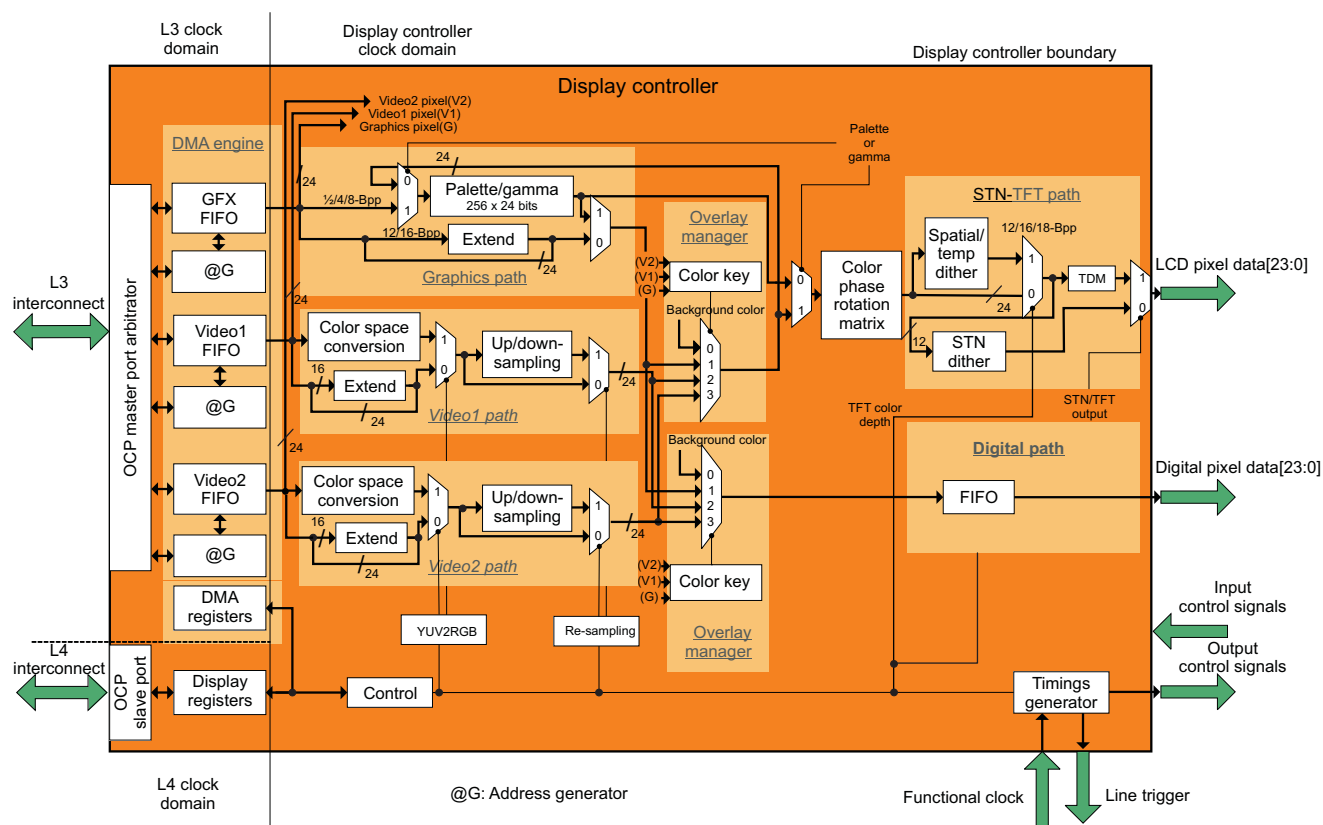 L3 clock
domain
Display controller
clock domain
Display controller boundary
Display controller
Video2 pixel(V2)
Video1 pixel(V1)
Graphics pixel(G)
DMA engine
Palette
or
gamma
24
24
GFX
FIFO
½/4/8-Bpp
0
1
Palette/gamma
256 x 24 bits
1
0
12/16-Bpp
Extend
24
Graphics path
@G
Overlay
manager
(V2)
(V1)
(G)
Color key
Background color
0
1
2
3
0
1
Color
phase
rotation
matrix
STN-TFT path
12/16/18-Bpp
Spatial/
temp
dither
1
0
24
TDM
1
0
12
STN
dither
LCD pixel data[23:0]
L3
interconnect
OCP master port arbitrator
24
Video1
FIFO
Color space
conversion
1
0
Up/down-
sampling
1
0
24
16
Extend
24
Video1 path
@G
TFT color
depth
STN/TFT
output
24
Background color
0
1
2
3
Digital path
FIFO
Digital pixel data[23:0]
Video2
FIFO
Color space
conversion
1
0
Up/down-
sampling
1
0
24
16
Extend
24
Video2 path
@G
(V2)
(V1)
(G)
Color key
Overlay
manager
DMA
registers
YUV2RGB
Re-sampling
Input
control signals
L4
interconnect
OCP
slave port
Display
registers
Control
Timings
generator
Output
control signals
L4 clock
domain
@G: Address generator
Functional clock
Line trigger